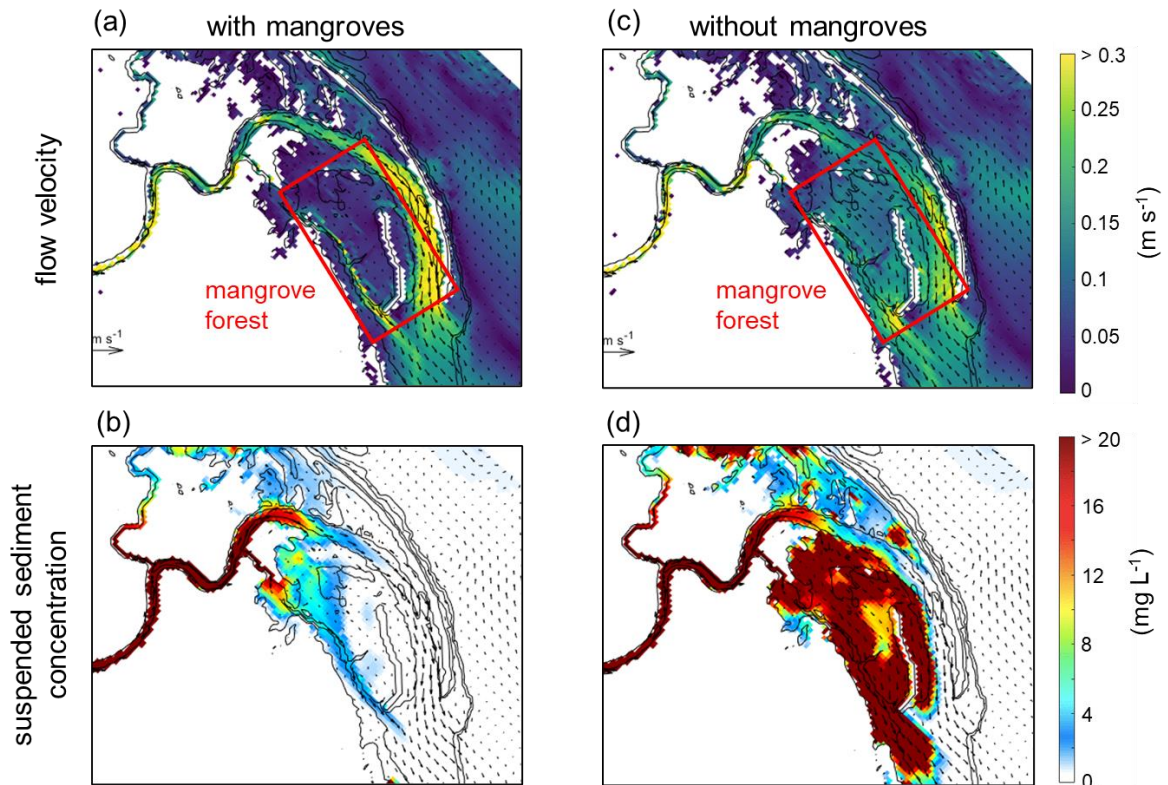 (a)
with mangroves
(c)
without mangroves
flow velocity
mangrove
forest
m s-1
mangrove
forest
m s-1
> 0.3
0.25
0.2
0.15
0.1
0.05
0
(m s-1)
(b)
(d)
suspended sediment
concentration
> 20
16
12
8
4
0
(mg L-1)